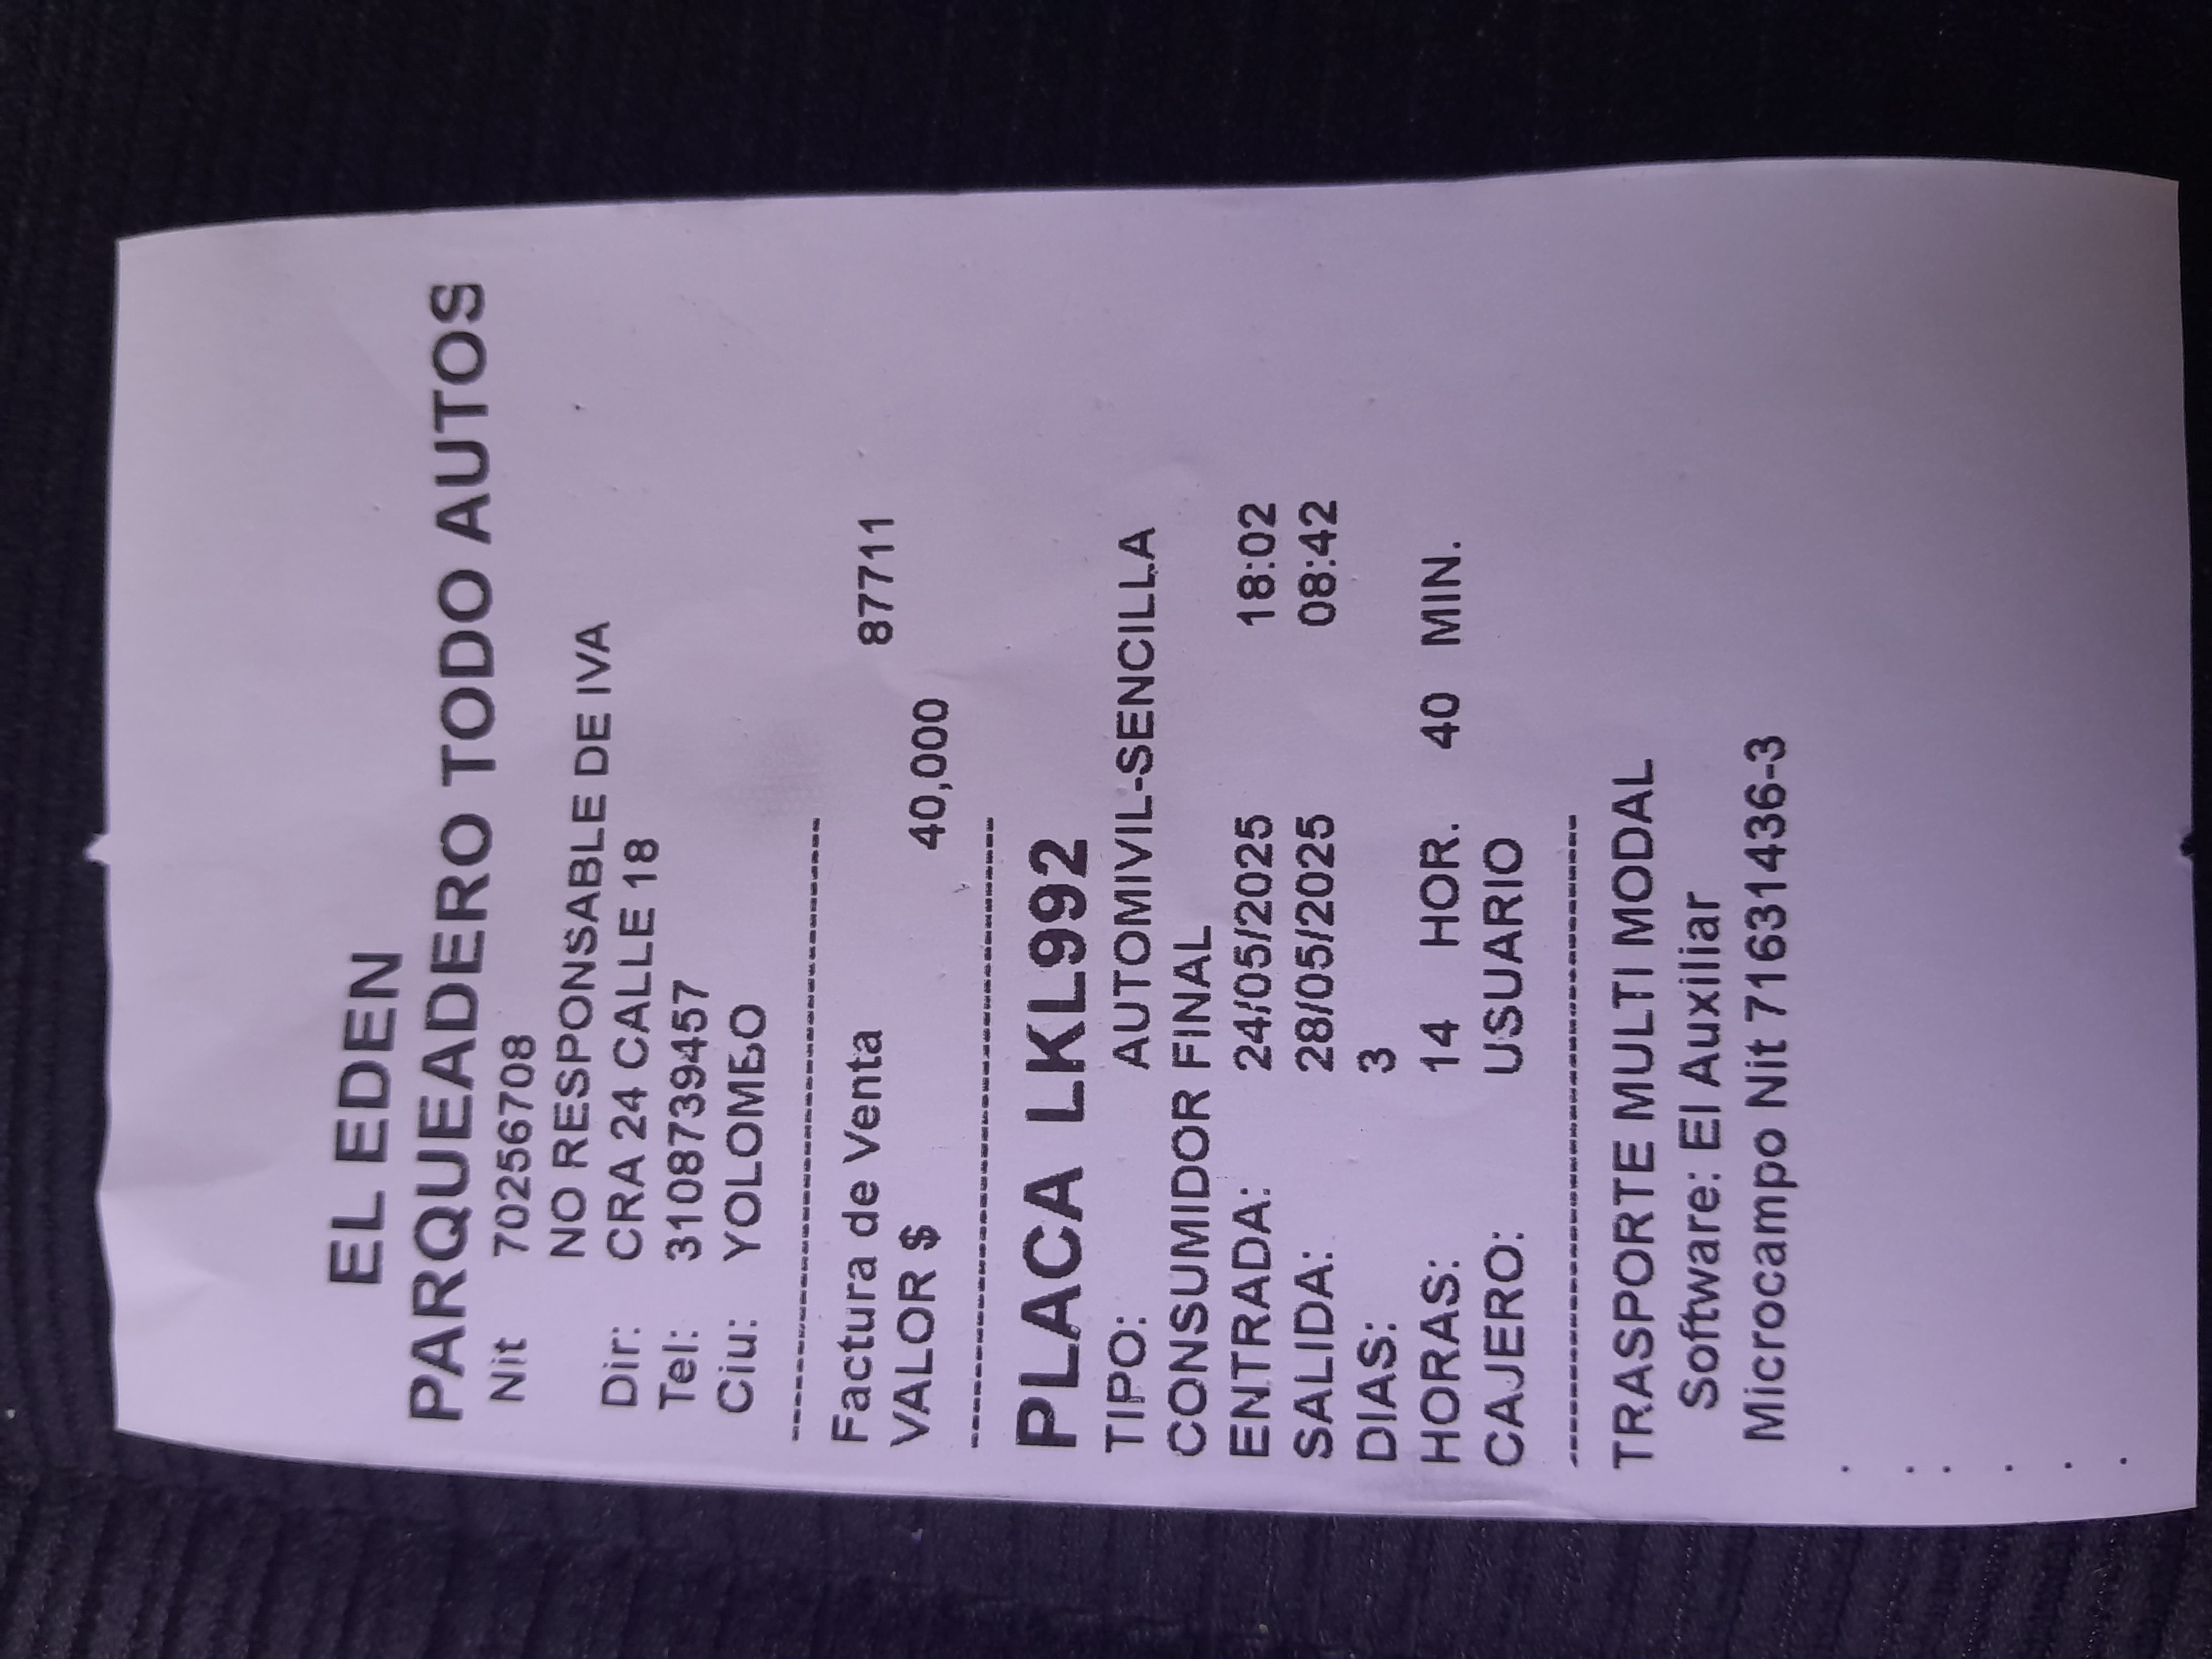 EL EDEN
PARQUEADERO TODO AUTOS
Nit 70256708
NO RESPONSABLE DE IVA
Dir: CRA 24 CALLE 18
Tel: 3108739457
Ciu: YOLOMBO
Factura de Venta 87711
VALOR $ 40,000
PLACA LKL992
TIPO: AUTOMIVIL-SENCILLA
CONSUMIDOR FINAL
ENTRADA: 24/05/2025 18:02
SALIDA: 28/05/2025 08:42
DIAS: 3
HORAS: 14 HOR. 40 MIN.
CAJERO: USUARIO
TRASPORTE MULTI MODAL
Software: El Auxiliar
Microcampo Nit 71631436-3